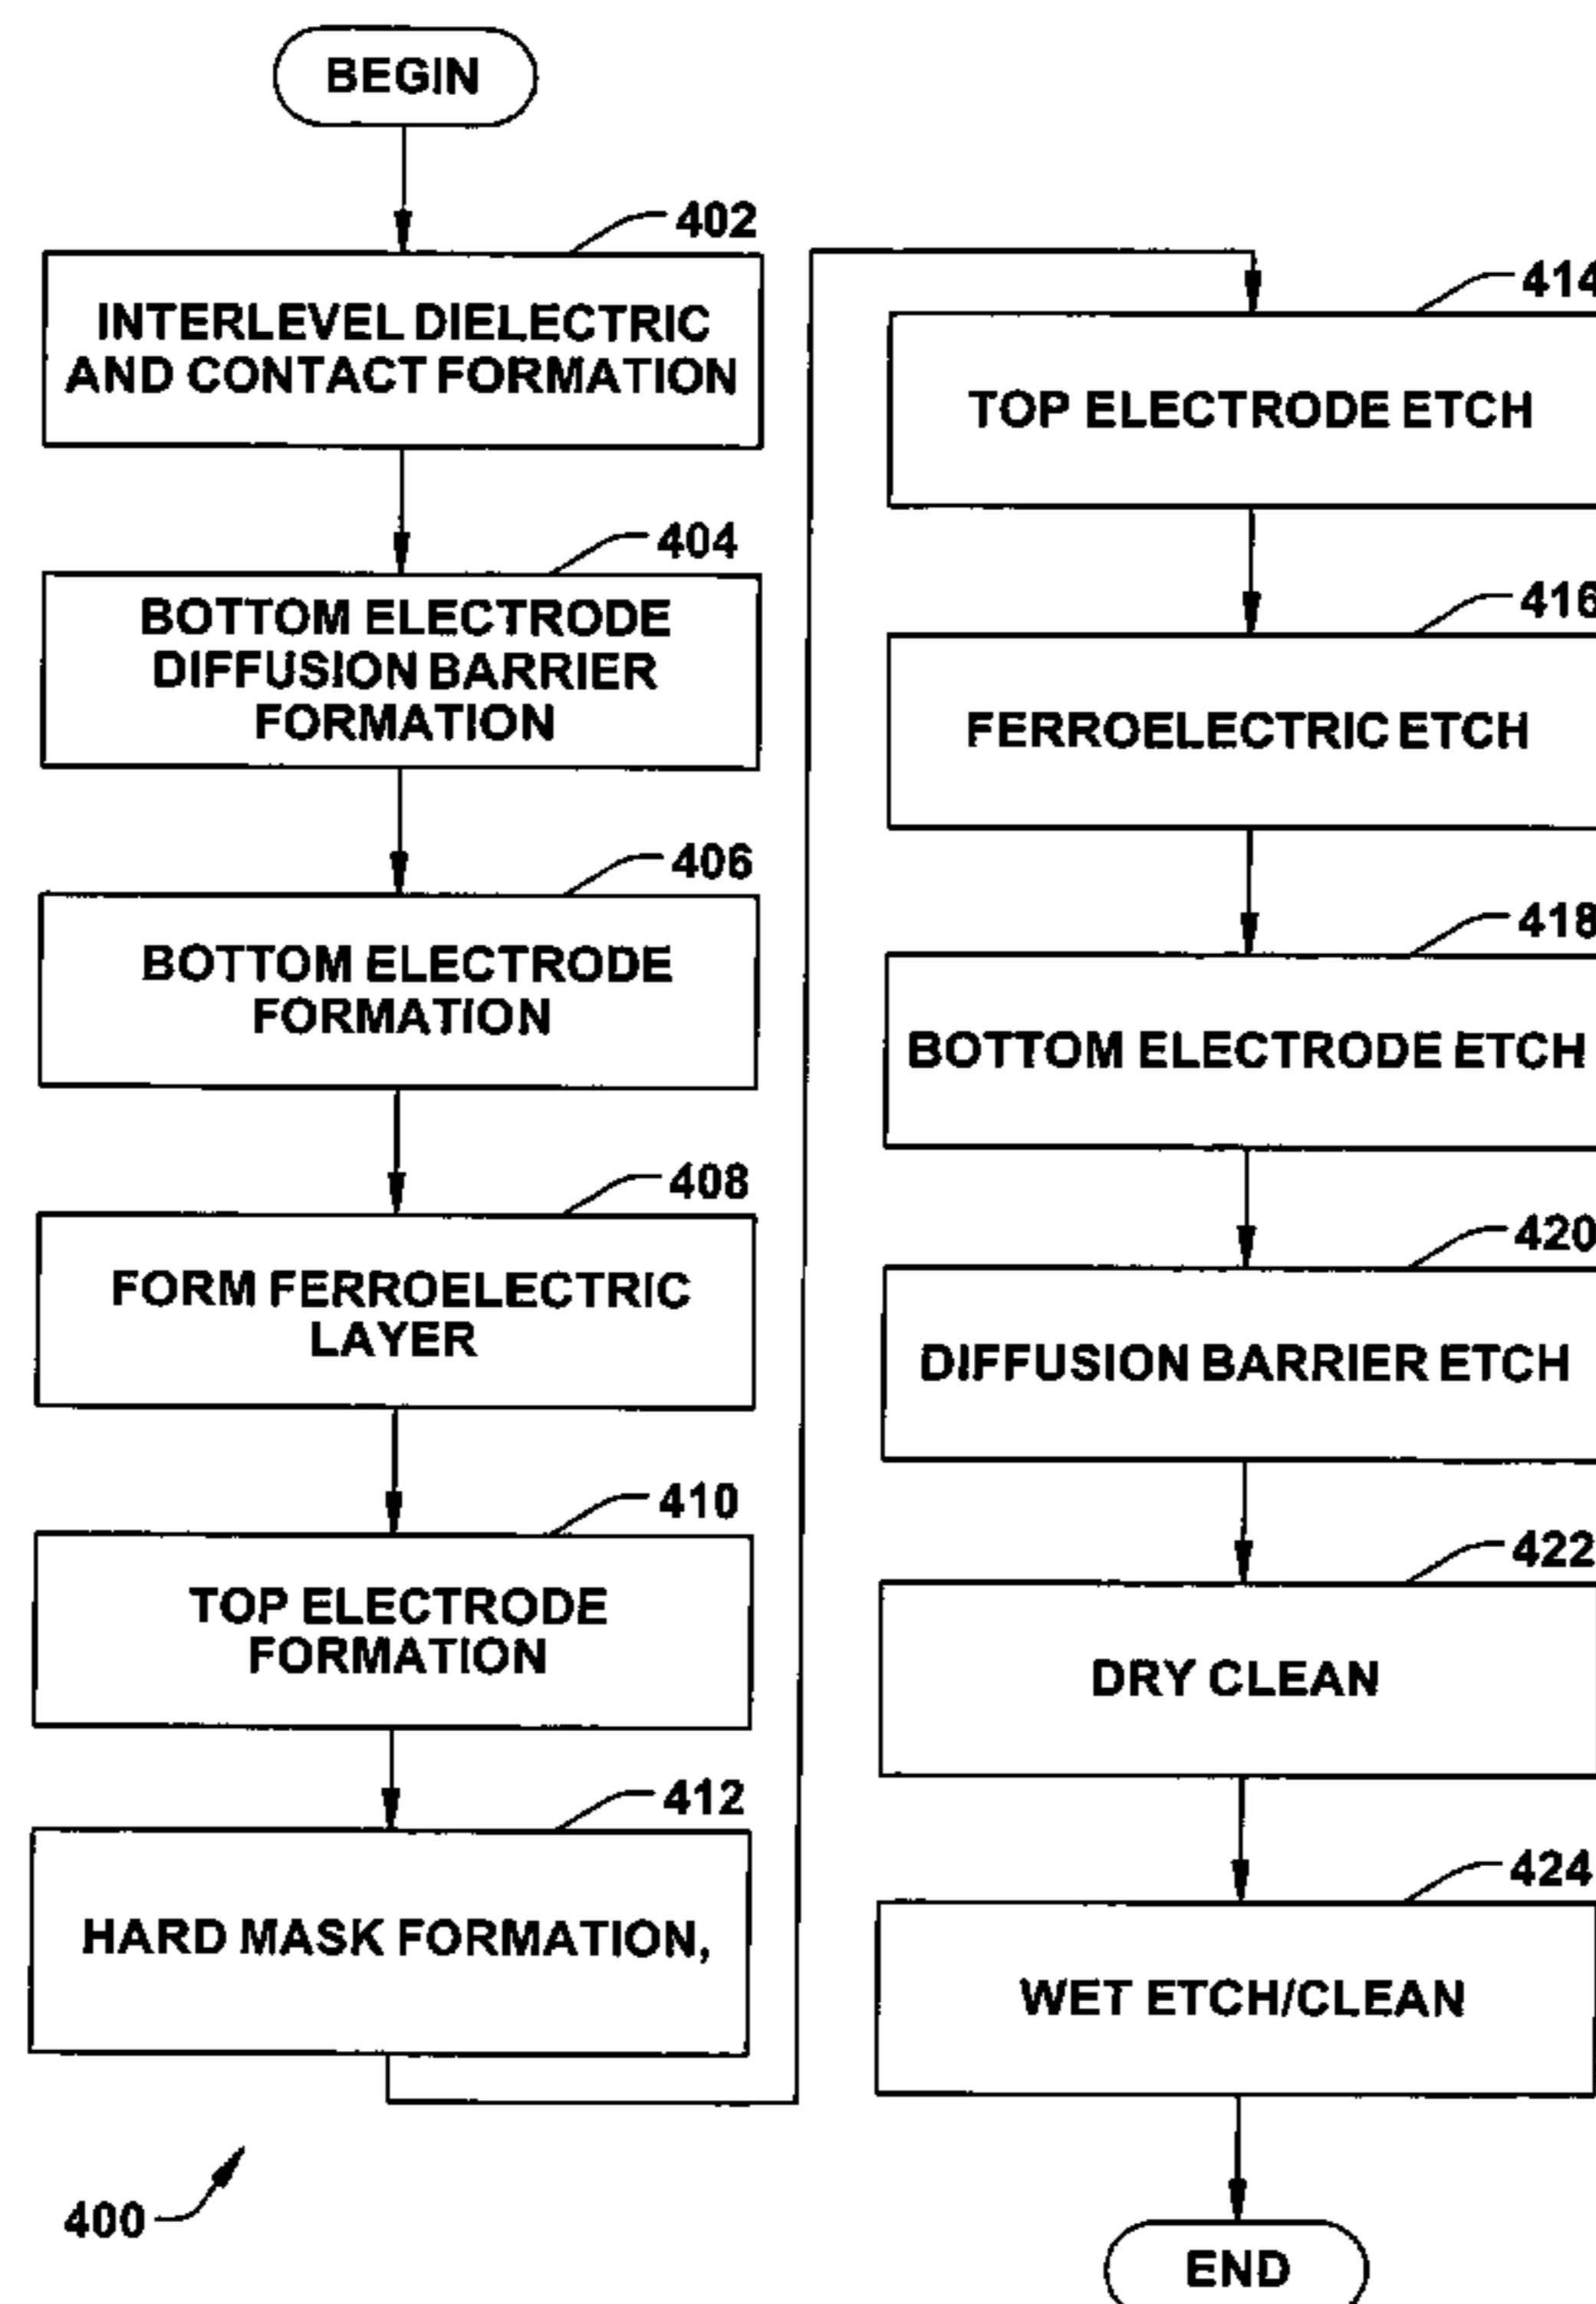 BEGIN
402
INTERLEVEL DIELECTRIC
AND CONTACT FORMATION
404
BOTTOM ELECTRODE
DIFFUSION BARRIER
FORMATION
406
BOTTOM ELECTRODE
FORMATION
408
FORM FERROELECTRIC
LAYER
410
TOP ELECTRODE
FORMATION
412
HARD MASK FORMATION,
400
414
TOP ELECTRODE ETCH
416
FERROELECTRIC ETCH
418
BOTTOM ELECTRODE ETCH
420
DIFFUSION BARRIER ETCH
422
DRY CLEAN
424
WET ETCH/CLEAN
END